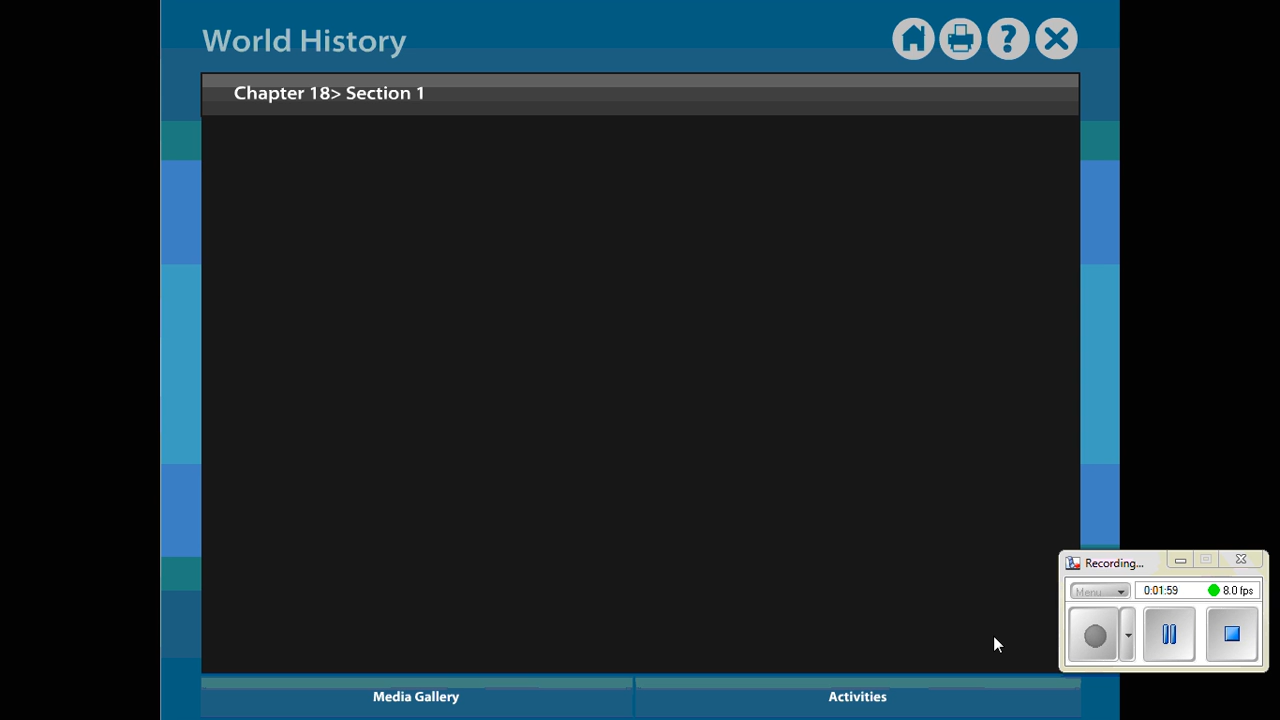 World History
Chapter 18> Section 1
Recording...
Menu
0:01:59
8.0 fps
Media Gallery
Activities